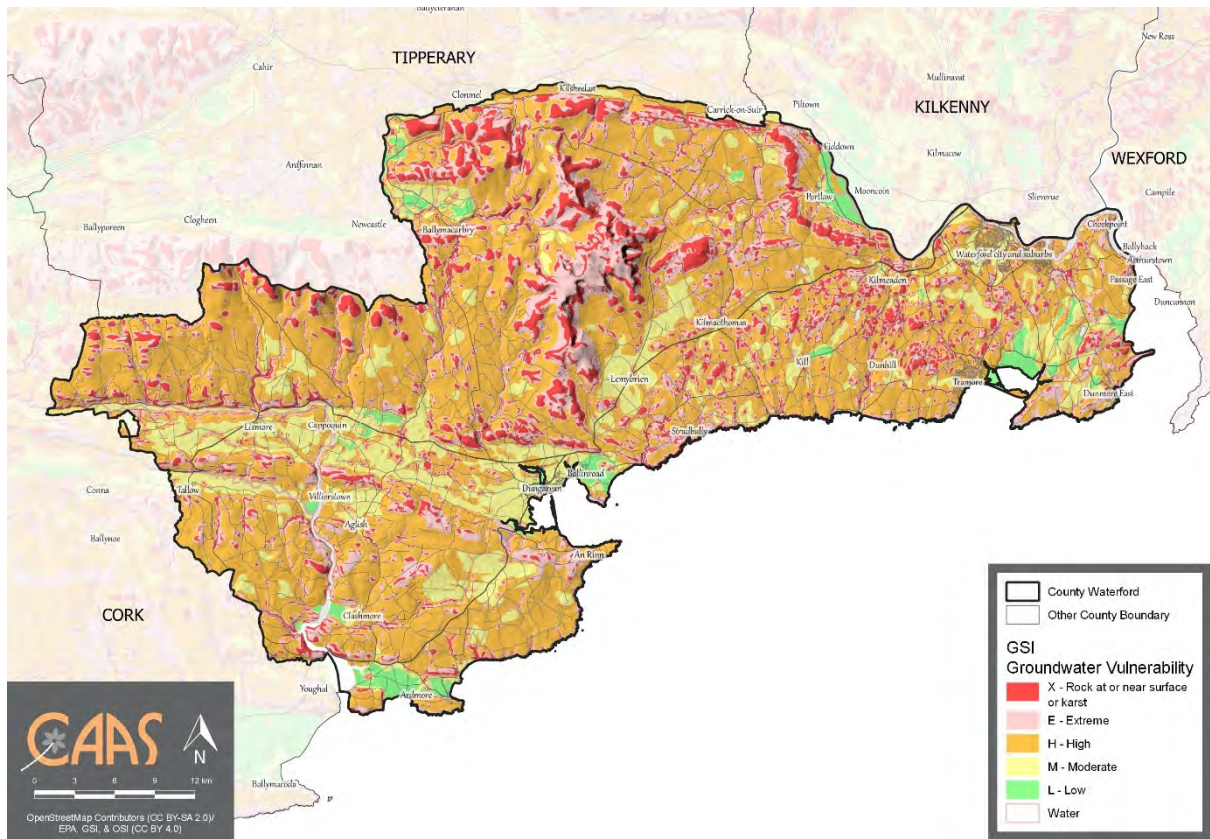 Ballyclerahan
New Ross
TIPPERARY
Cahir
Mullinavat
Clonmel
Kilsheelan
Carrick-on-Suir
Piltown
KILKENNY
Fiddown
Kilmacow
WEXFORD
Ardfinnan
Mooncoin
Slieverue
Campile
Portlaw
Clogheen
Newcastle
Cheekpoint
Ballyporeen
Ballymacarbry
Ballyhack
Waterford city and suburbs
Arthurstown
Passage East
Kilmeaden
Duncannon
Kilmacthomas
Kill
Dunhill
Lemybrien
Tramore
Dunmore East
Lismore
Cappoquin
Stradbally
Ballinroad
Conna
Tallow
Dungarvan
Villierstown
Aglish
Ballynoe
An Rinn
CORK
Clashmore
Youghal
Ardmore
Ballymacoda
CAAS
N
0 3 6 9 12 km
OpenStreetMap Contributors (CC BY-SA 2.0)/
EPA, GSI, & OSI (CC BY 4.0)
County Waterford
Other County Boundary
GSI
Groundwater Vulnerability
X - Rock at or near surface
or karst
E - Extreme
H - High
M - Moderate
L - Low
Water